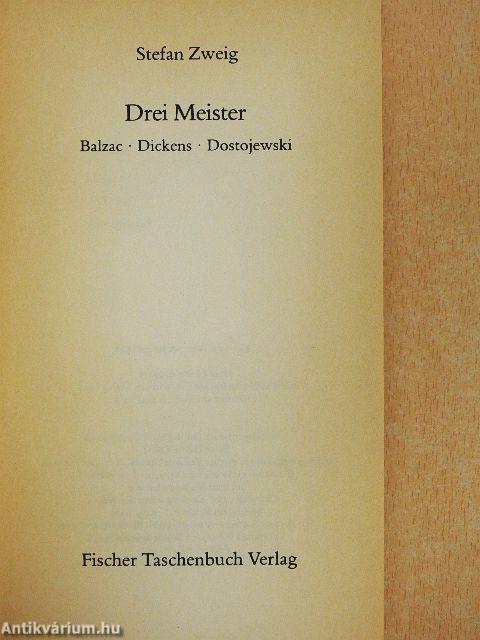 Stefan Zweig
Drei Meister
Balzac · Dickens · Dostojewski
Fischer Taschenbuch Verlag
Antikvárium.hu